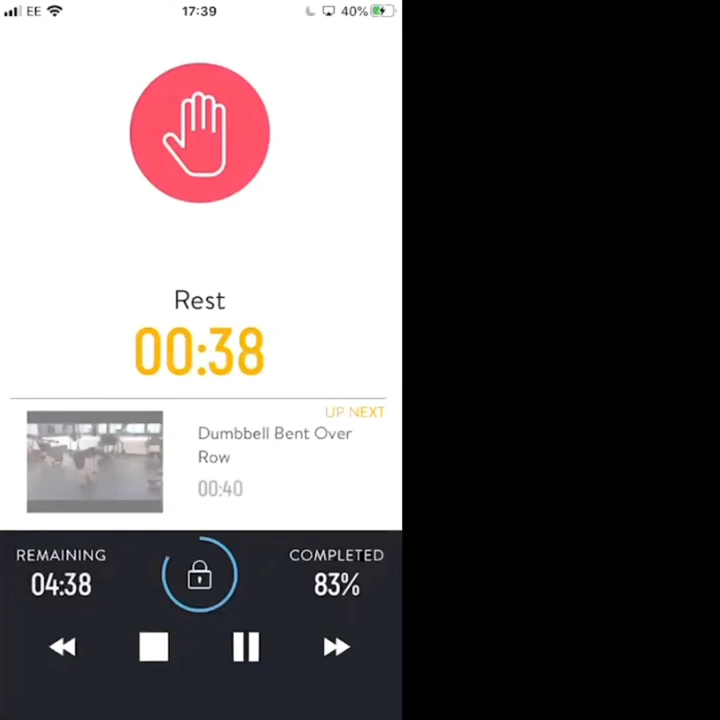 EE 17:39 40%
Rest
00:38
UP NEXT
Dumbbell Bent Over
Row
00:40
REMAINING COMPLETED
04:38 83%